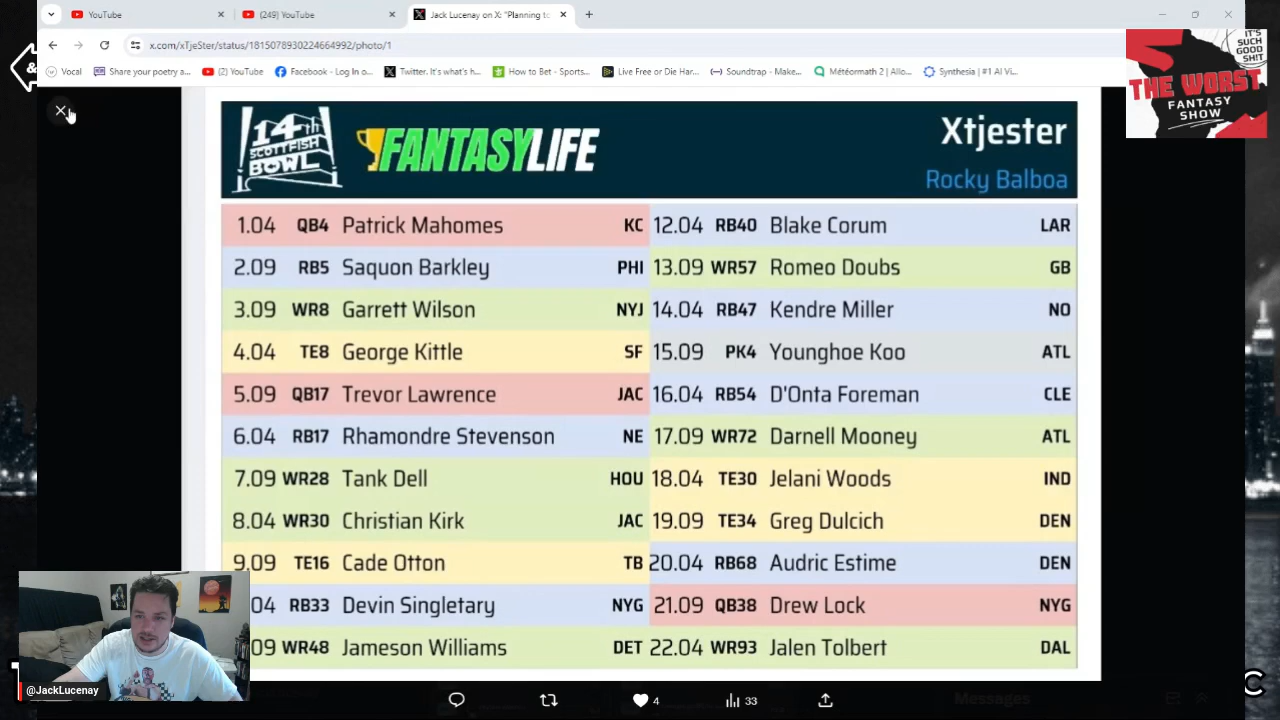 YouTube
(249) YouTube
Jack Lucenay on X: "Planning to
x.com/xTjeSter/status/1815078930224664992/photo/1
Vocal
Share your poetry a...
(2) YouTube
Facebook - Log In o...
Twitter. It's what's h...
How to Bet - Sports...
Live Free or Die Har...
Soundtrap - Make...
Météormath 2 | Allo...
Synthesia | #1 AI Vi...
&
IT'S
SUCH
GOOD
SH!T
THE WORST
FANTASY
SHOW
14th
SCOTTFISH
BOWL
FANTASYLIFE
Xtjester
Rocky Balboa
1.04 QB4 Patrick Mahomes KC
2.09 RB5 Saquon Barkley PHI
3.09 WR8 Garrett Wilson NYJ
4.04 TE8 George Kittle SF
5.09 QB17 Trevor Lawrence JAC
6.04 RB17 Rhamondre Stevenson NE
7.09 WR28 Tank Dell HOU
8.04 WR30 Christian Kirk JAC
9.09 TE16 Cade Otton TB
04 RB33 Devin Singletary NYG
09 WR48 Jameson Williams DET
12.04 RB40 Blake Corum LAR
13.09 WR57 Romeo Doubs GB
14.04 RB47 Kendre Miller NO
15.09 PK4 Younghoe Koo ATL
16.04 RB54 D'Onta Foreman CLE
17.09 WR72 Darnell Mooney ATL
18.04 TE30 Jelani Woods IND
19.09 TE34 Greg Dulcich DEN
20.04 RB68 Audric Estime DEN
21.09 QB38 Drew Lock NYG
22.04 WR93 Jalen Tolbert DAL
@JackLucenay
4
33
Messages
C